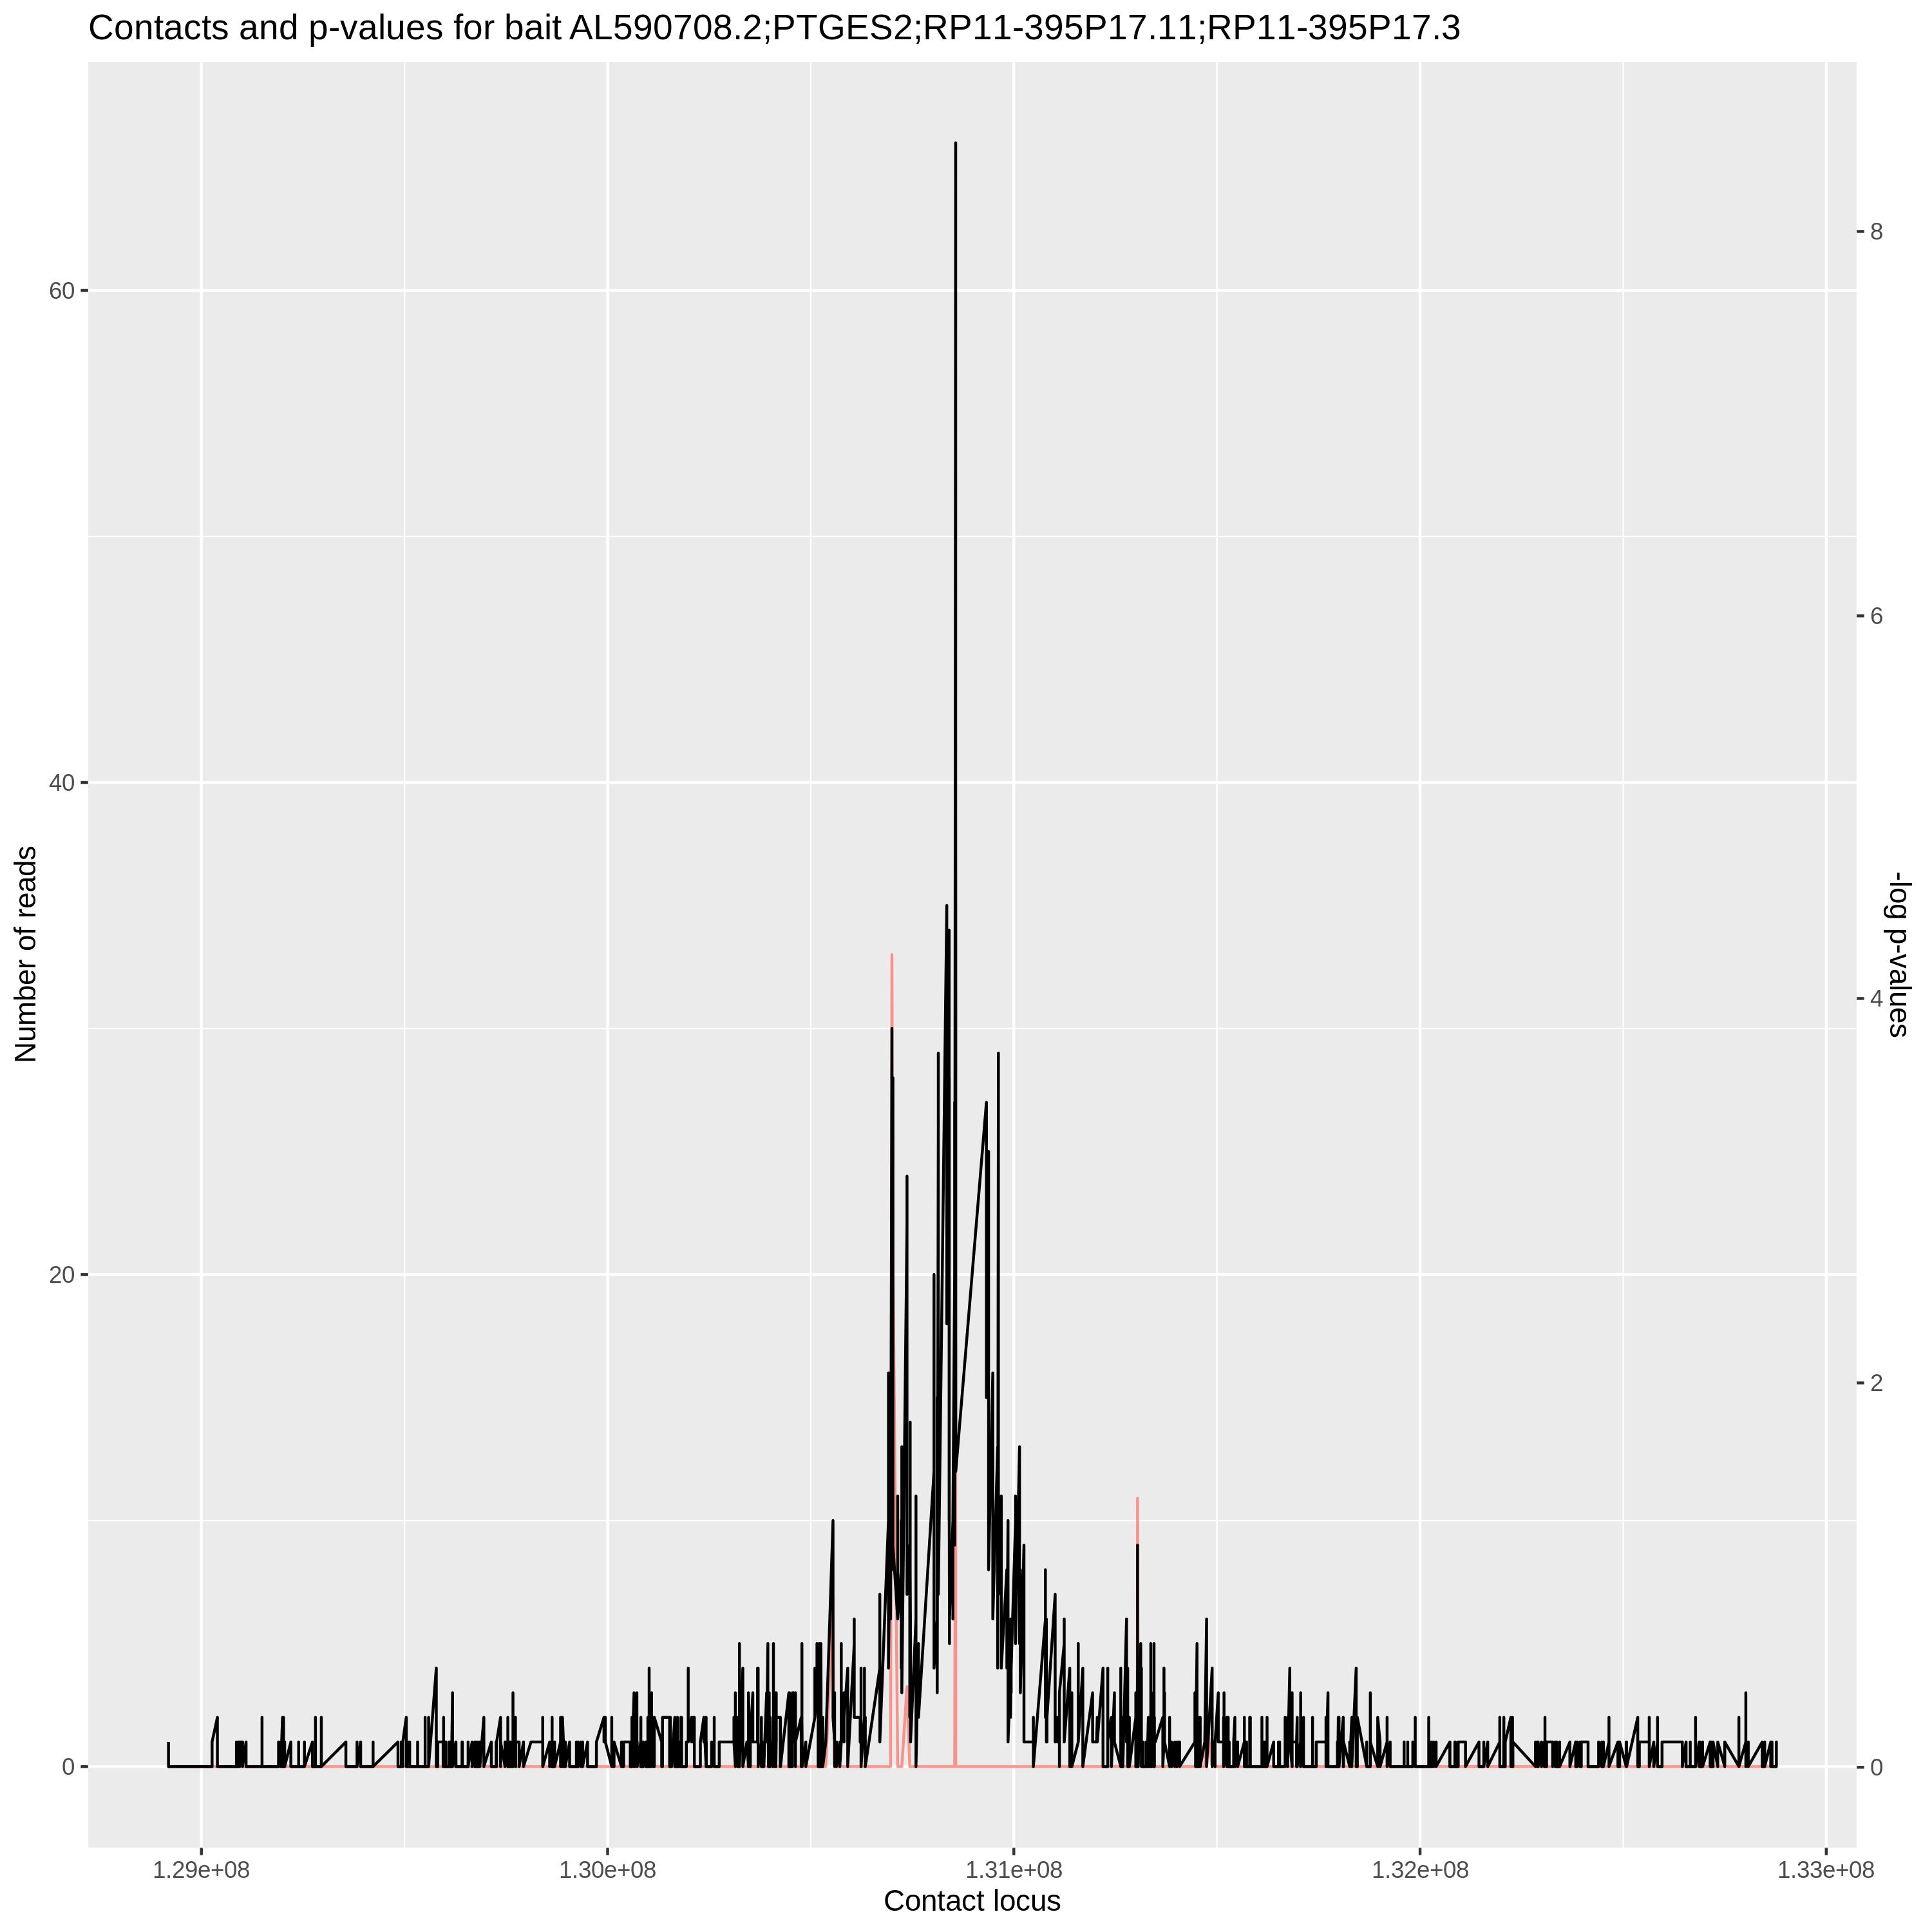 Contacts and p-values for bait AL590708.2;PTGES2;RP11-395P17.11;RP11-395P17.3
60
40
20
0
Number of reads
8
6
4
2
0
-log p-values
1.29e+08
1.30e+08
1.31e+08
1.32e+08
1.33e+08
Contact locus